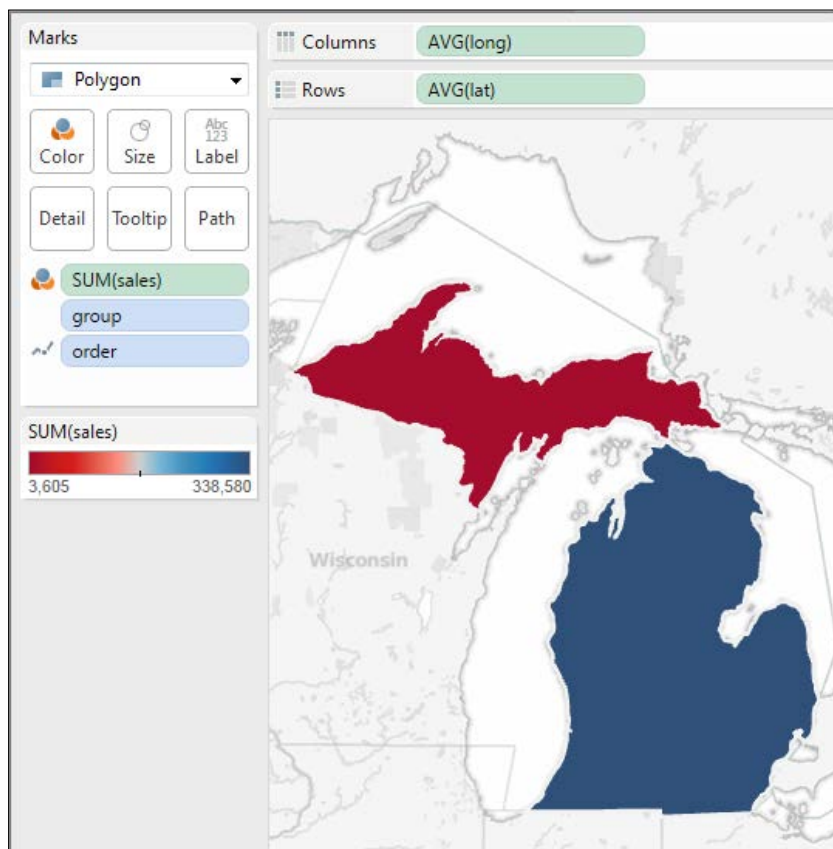 Marks
Polygon
Color
Size
Abc
123
Label
Detail
Tooltip
Path
SUM(sales)
group
order
SUM(sales)
3,605
338,580
Columns
AVG(long)
Rows
AVG(lat)
Wisconsin